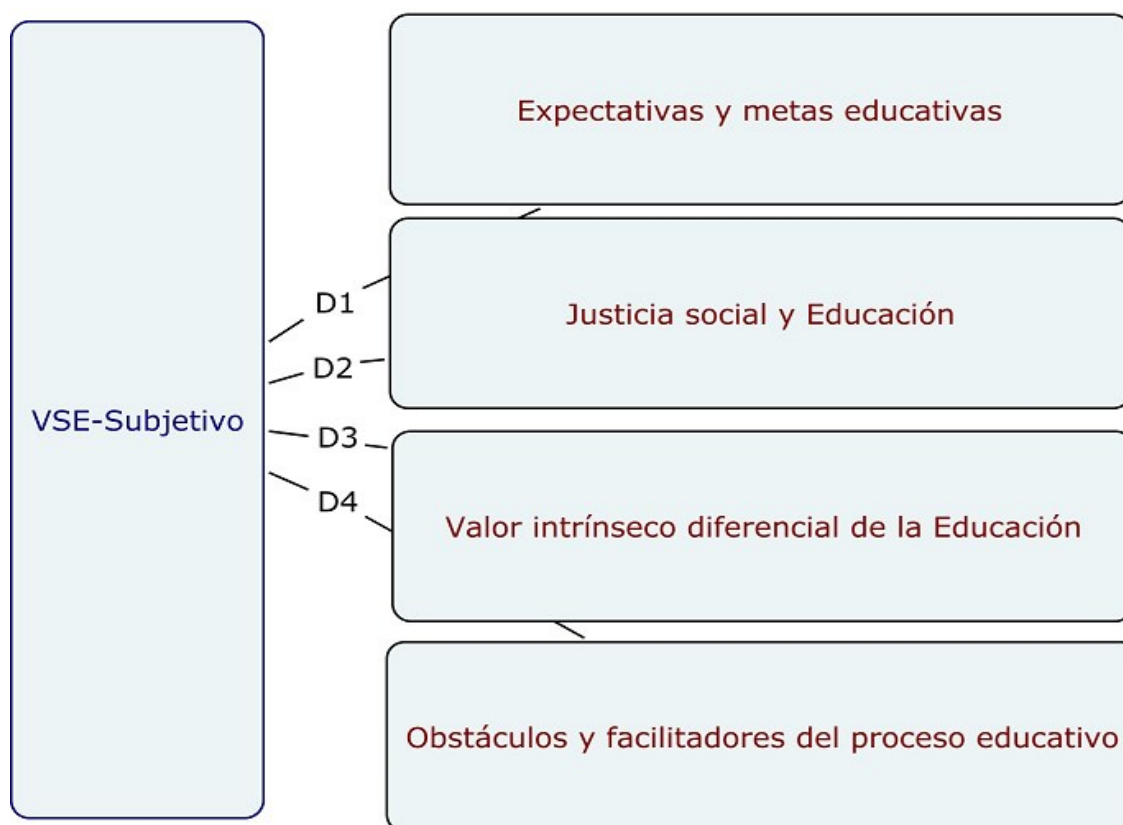 Expectativas y metas educativas
Justicia social y Educación
D1
D2
VSE-Subjetivo
D3
D4
Valor intrínseco diferencial de la Educación
Obstáculos y facilitadores del proceso educativo